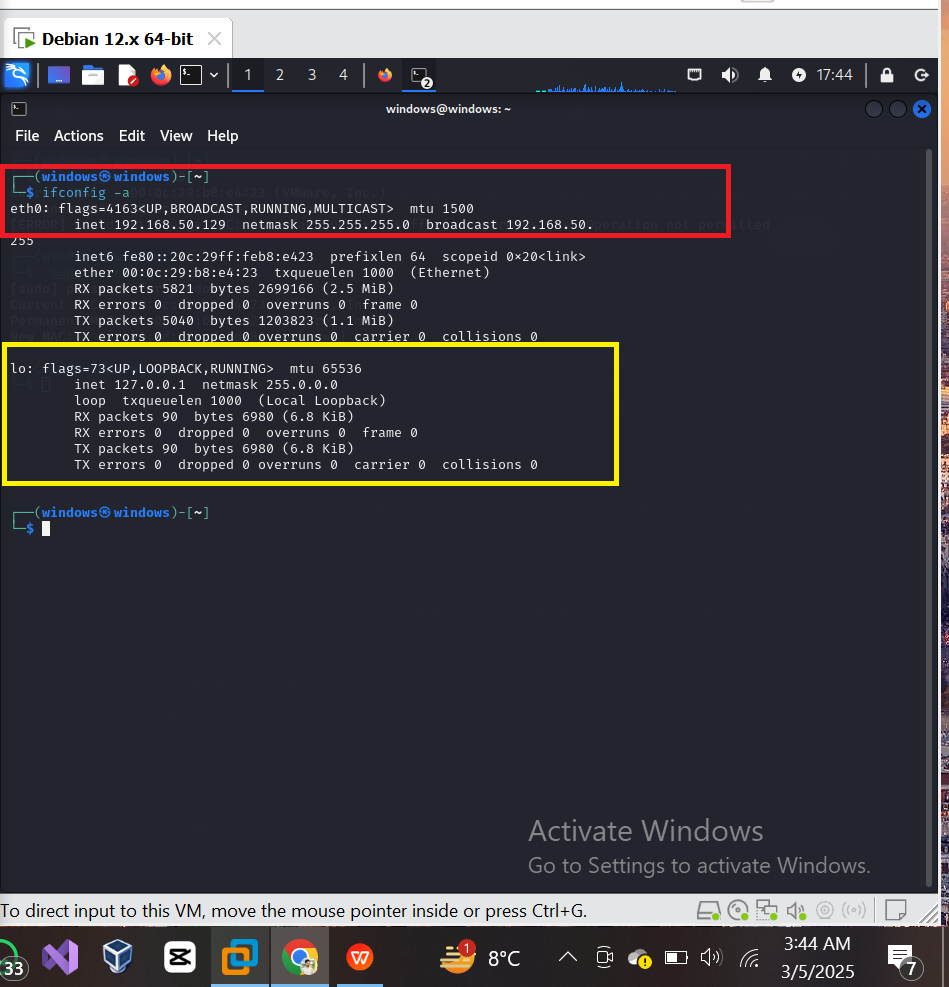 Debian 12.x 64-bit
1 2 3 4 2 17:44
windows@windows: ~
File Actions Edit View Help
┌──(windows㉿windows)-[~]
└─$ ifconfig -a
eth0: flags=4163<UP,BROADCAST,RUNNING,MULTICAST>  mtu 1500
        inet 192.168.50.129  netmask 255.255.255.0  broadcast 192.168.50.
255
        inet6 fe80::20c:29ff:feb8:e423  prefixlen 64  scopeid 0×20<link>
        ether 00:0c:29:b8:e4:23  txqueuelen 1000  (Ethernet)
        RX packets 5821  bytes 2699166 (2.5 MiB)
        RX errors 0  dropped 0  overruns 0  frame 0
        TX packets 5040  bytes 1203823 (1.1 MiB)
        TX errors 0  dropped 0 overruns 0  carrier 0  collisions 0
lo: flags=73<UP,LOOPBACK,RUNNING>  mtu 65536
        inet 127.0.0.1  netmask 255.0.0.0
        loop  txqueuelen 1000  (Local Loopback)
        RX packets 90  bytes 6980 (6.8 KiB)
        RX errors 0  dropped 0  overruns 0  frame 0
        TX packets 90  bytes 6980 (6.8 KiB)
        TX errors 0  dropped 0 overruns 0  carrier 0  collisions 0
┌──(windows㉿windows)-[~]
└─$
Activate Windows
Go to Settings to activate Windows.
To direct input to this VM, move the mouse pointer inside or press Ctrl+G.
33 1 8°C 3:44 AM
3/5/2025 7